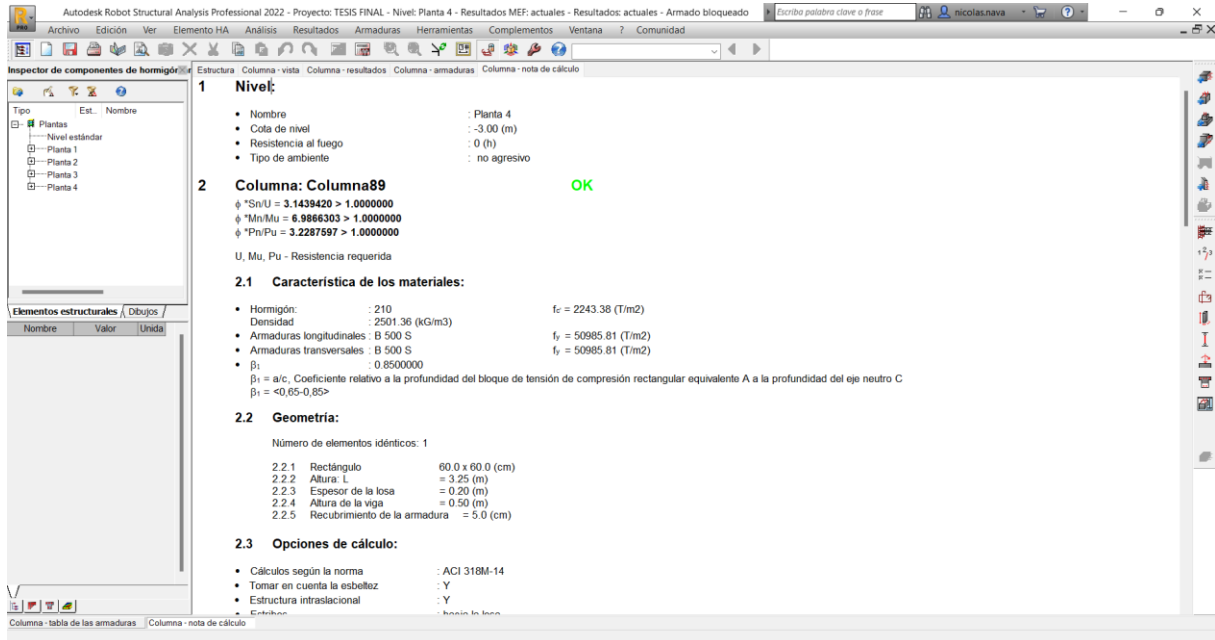 Autodesk Robot Structural Analysis Professional 2022 - Proyecto: TESIS FINAL - Nivel: Planta 4 - Resultados MEF: actuales - Resultados: actuales - Armado bloqueado
Escriba palabra clave o frase
nicolas.nava
PRO
Archivo Edición Ver Elemento HA Análisis Resultados Armaduras Herramientas Complementos Ventana ? Comunidad
Inspector de componentes de hormigón
Estructura Columna - vista Columna - resultados Columna - armaduras Columna - nota de cálculo
Tipo Est... Nombre
Plantas
Nivel estándar
Planta 1
Planta 2
Planta 3
Planta 4
Elementos estructurales Dibujos
Nombre Valor Unida
1 Nivel:
• Nombre : Planta 4
• Cota de nivel : -3.00 (m)
• Resistencia al fuego : 0 (h)
• Tipo de ambiente : no agresivo
2 Columna: Columna89 OK
ϕ *Sn/U = 3.1439420 > 1.0000000
ϕ *Mn/Mu = 6.9866303 > 1.0000000
ϕ *Pn/Pu = 3.2287597 > 1.0000000
U, Mu, Pu - Resistencia requerida
2.1 Característica de los materiales:
• Hormigón: : 210 fc' = 2243.38 (T/m2)
Densidad : 2501.36 (kG/m3)
• Armaduras longitudinales : B 500 S fy = 50985.81 (T/m2)
• Armaduras transversales : B 500 S fy = 50985.81 (T/m2)
• β1 : 0.8500000
β1 = a/c, Coeficiente relativo a la profundidad del bloque de tensión de compresión rectangular equivalente A a la profundidad del eje neutro C
β1 = <0,65-0,85>
2.2 Geometría:
Número de elementos idénticos: 1
2.2.1 Rectángulo 60.0 x 60.0 (cm)
2.2.2 Altura: L = 3.25 (m)
2.2.3 Espesor de la losa = 0.20 (m)
2.2.4 Altura de la viga = 0.50 (m)
2.2.5 Recubrimiento de la armadura = 5.0 (cm)
2.3 Opciones de cálculo:
• Cálculos según la norma : ACI 318M-14
• Tomar en cuenta la esbeltez : Y
• Estructura intraslacional : Y
• Estribos : hacia la losa
Columna - tabla de las armaduras Columna - nota de cálculo